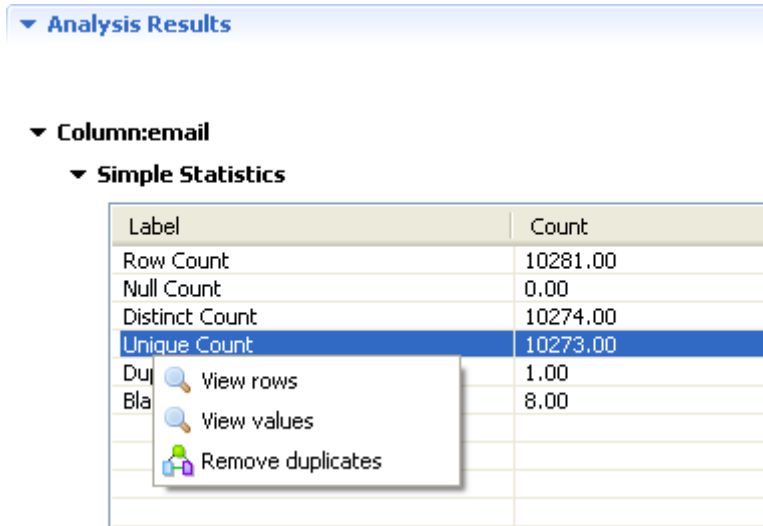 Analysis Results
Column:email
Simple Statistics
Label Count
Row Count 10281.00
Null Count 0.00
Distinct Count 10274.00
Unique Count 10273.00
1.00
8.00
View rows
View values
Remove duplicates